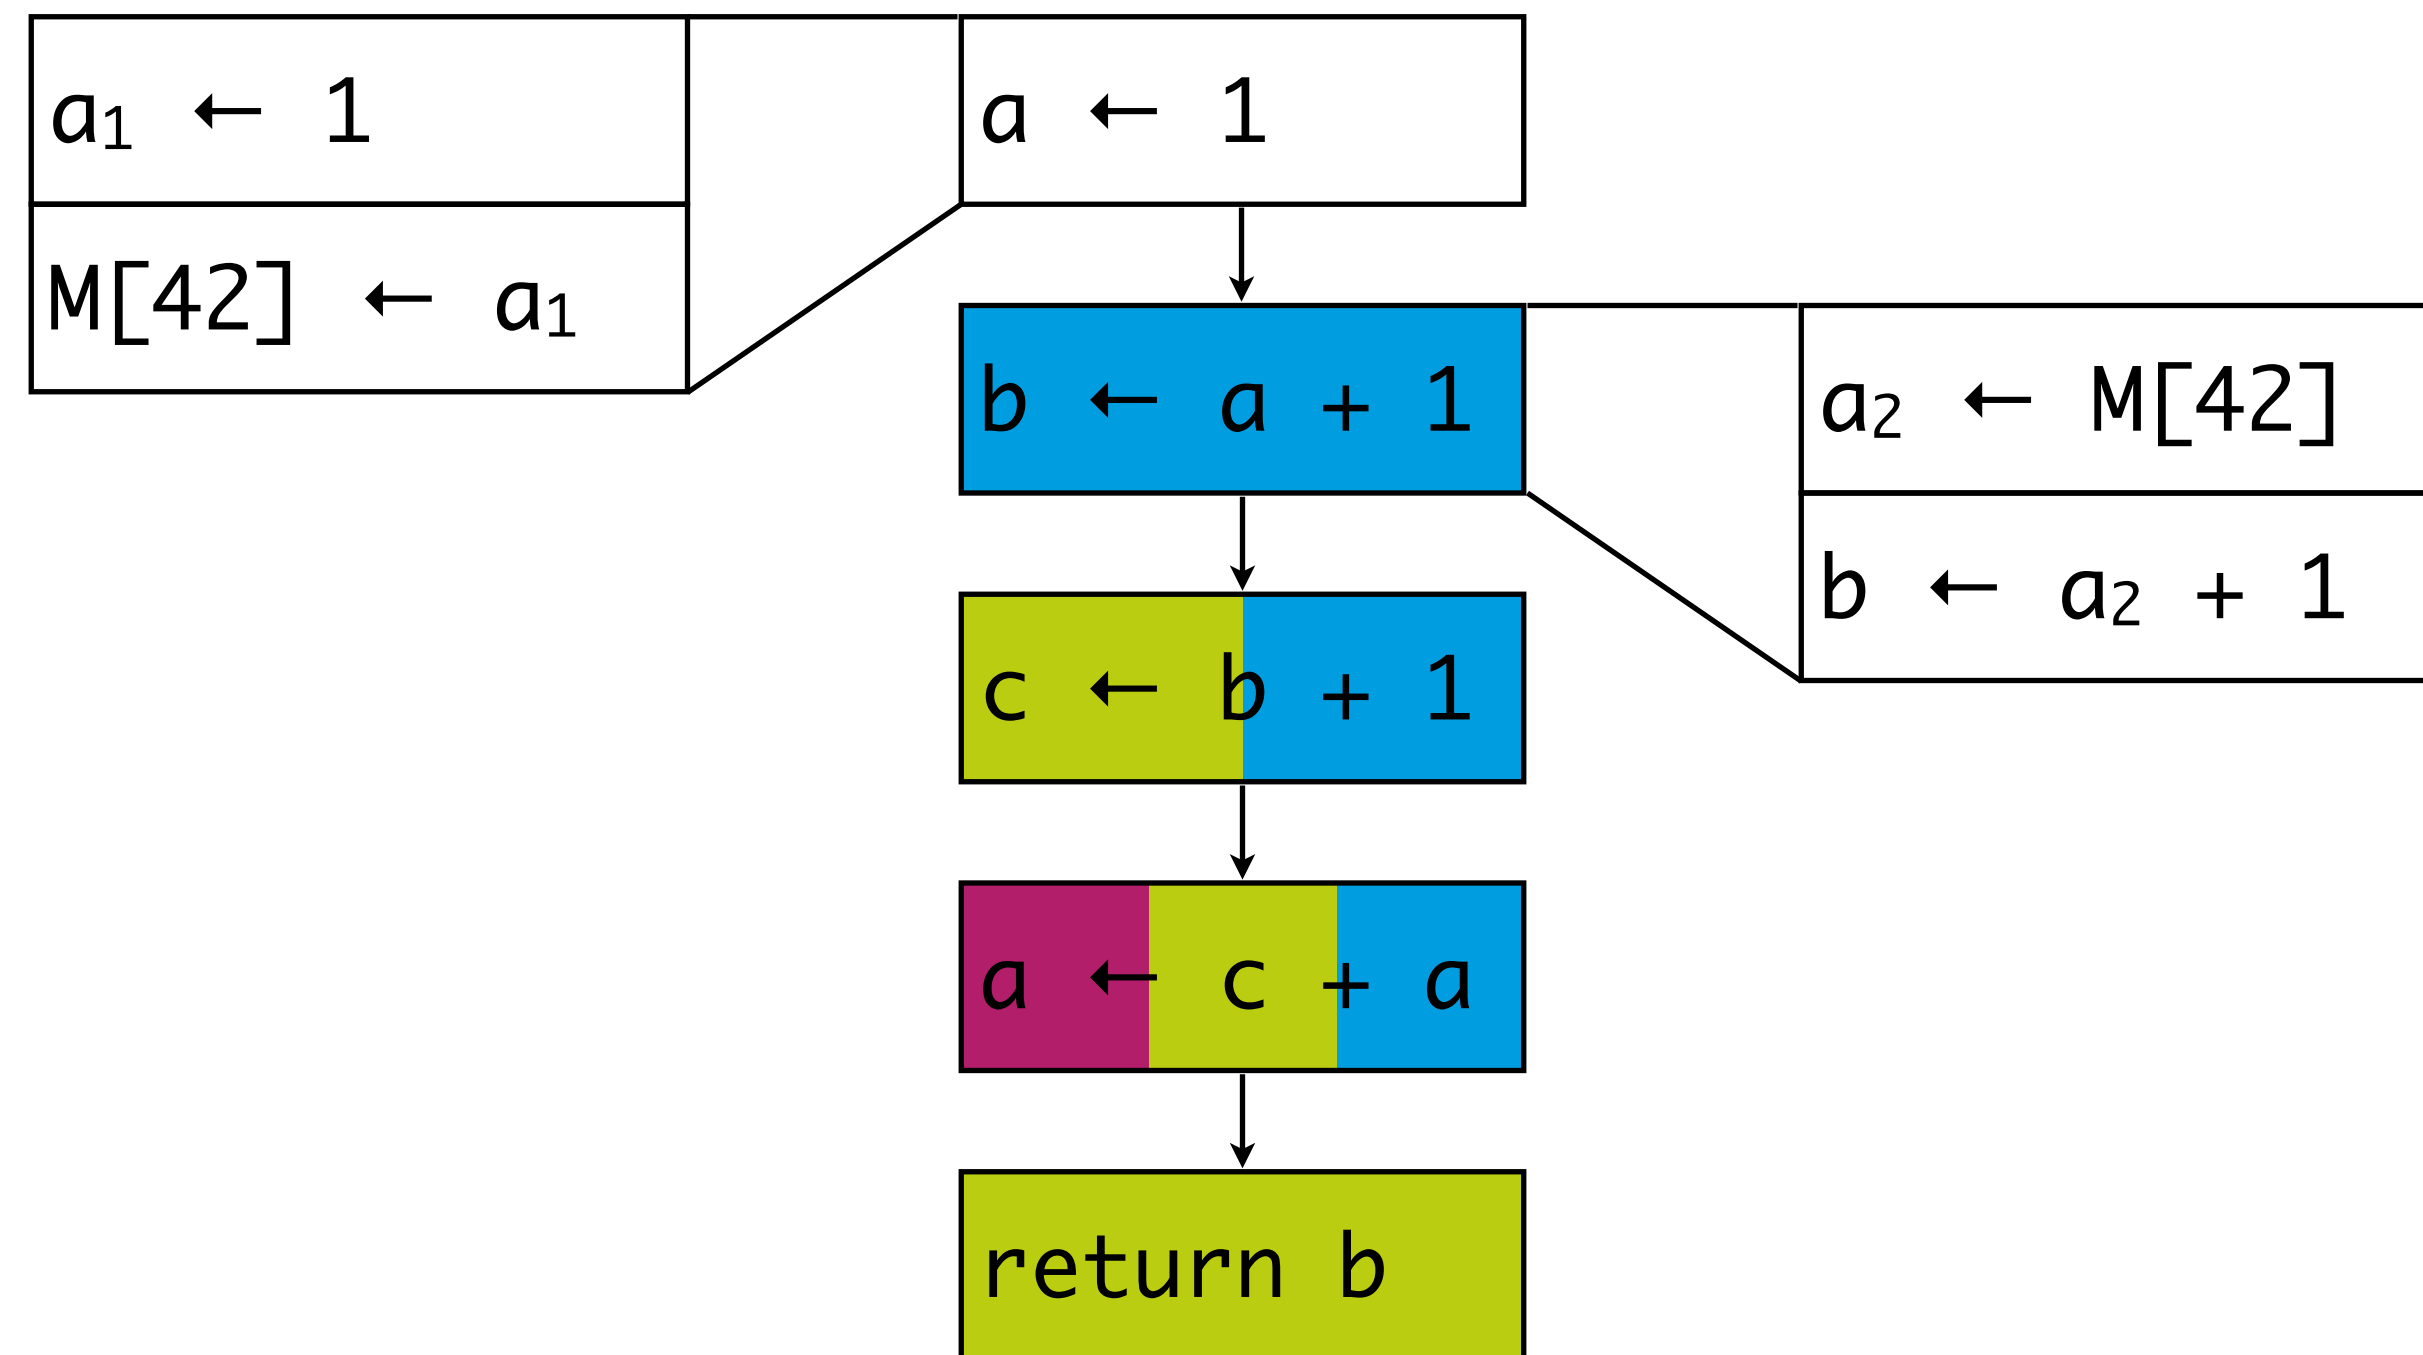 a₁ ← 1
M[42] ← a₁
a ← 1
b ← a + 1
a₂ ← M[42]
b ← a₂ + 1
c ← b + 1
a ← c + a
return b